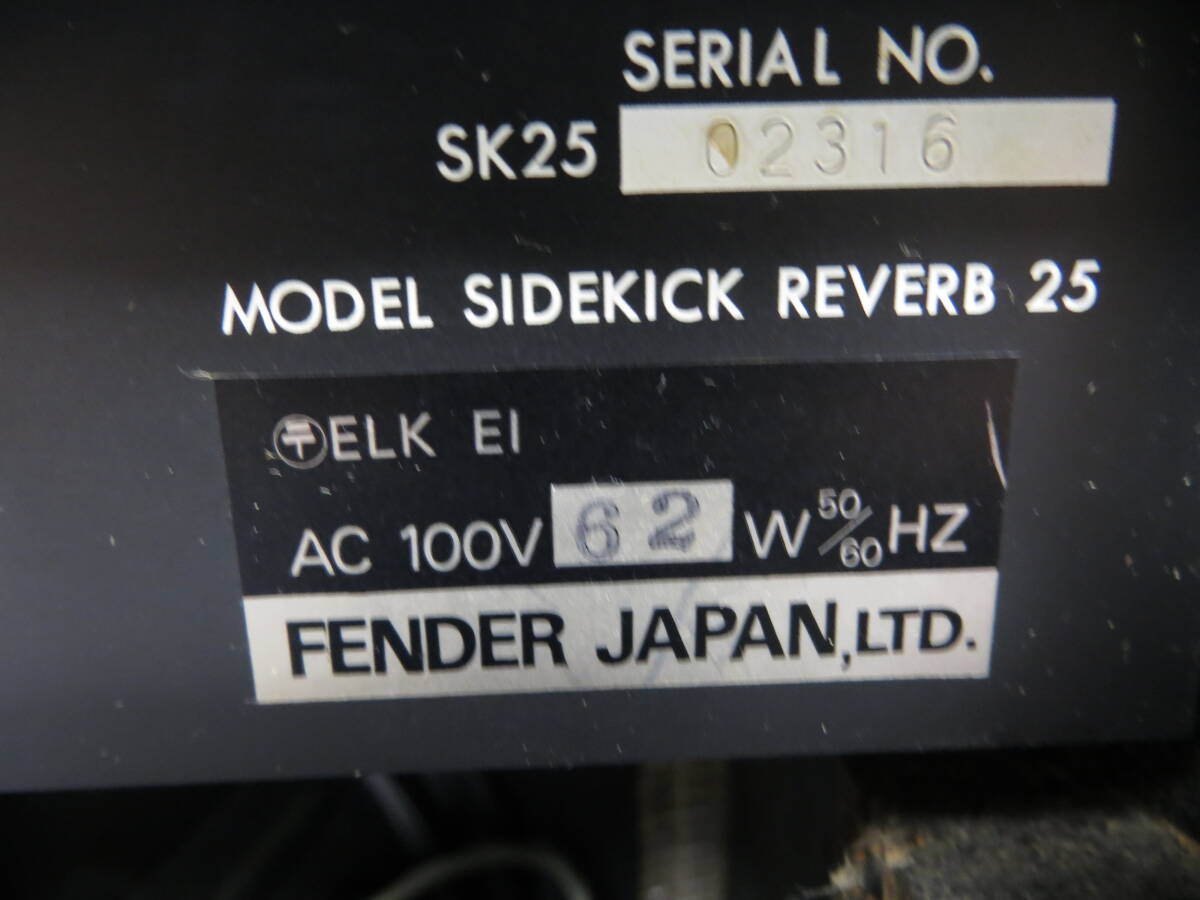 SERIAL NO.
SK25 02316
MODEL SIDEKICK REVERB 25
〶ELK EI
AC 100V 62 W 50/60 HZ
FENDER JAPAN,LTD.